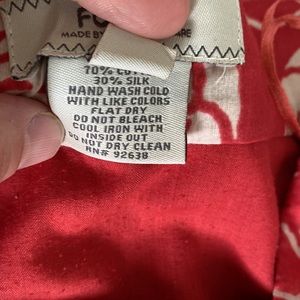 MADE BY
70% COTT
30% SILK
HAND WASH COLD
WITH LIKE COLORS
FLAT DRY
DO NOT BLEACH
COOL IRON WITH
INSIDE OUT
DO NOT DRY CLEAN
RN# 92638